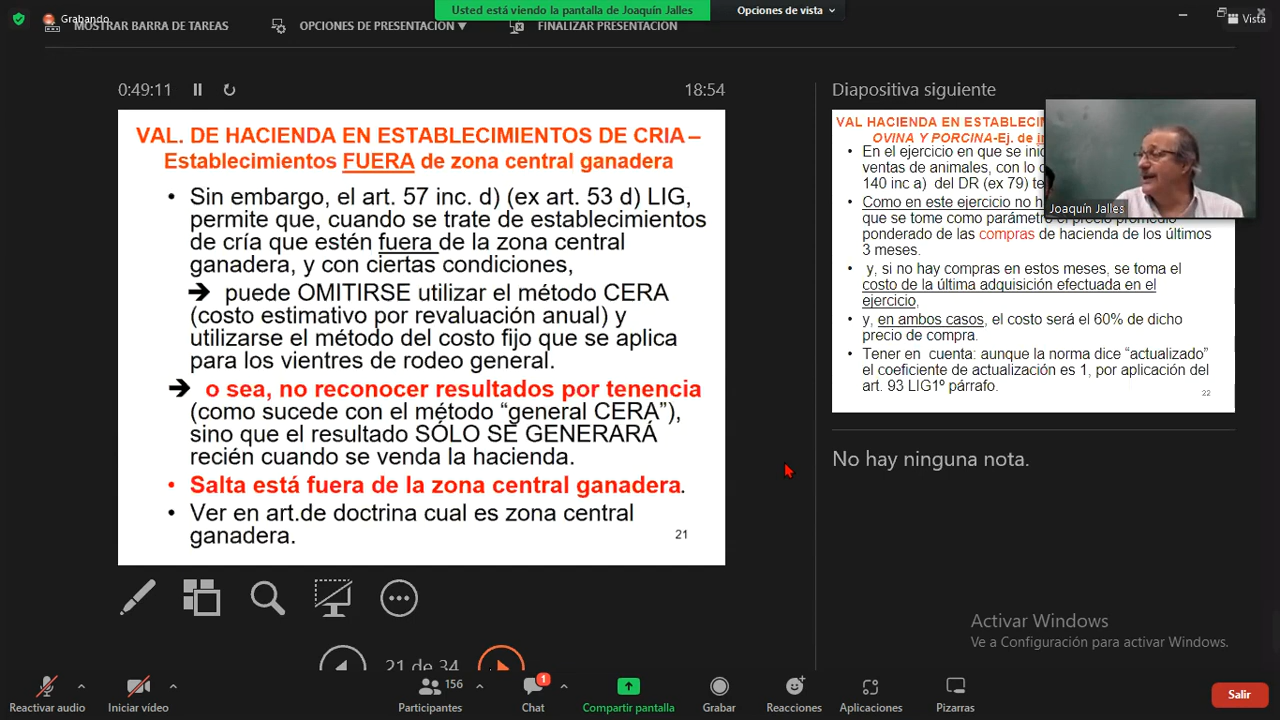 Grabando
Usted está viendo la pantalla de Joaquín Jalles
Opciones de vista
Vista
MOSTRAR BARRA DE TAREAS
OPCIONES DE PRESENTACIÓN
FINALIZAR PRESENTACIÓN
0:49:11
18:54
VAL. DE HACIENDA EN ESTABLECIMIENTOS DE CRIA –
Establecimientos FUERA de zona central ganadera
• Sin embargo, el art. 57 inc. d) (ex art. 53 d) LIG,
permite que, cuando se trate de establecimientos
de cría que estén fuera de la zona central
ganadera, y con ciertas condiciones,
➔ puede OMITIRSE utilizar el método CERA
(costo estimativo por revaluación anual) y
utilizarse el método del costo fijo que se aplica
para los vientres de rodeo general.
➔ o sea, no reconocer resultados por tenencia
(como sucede con el método “general CERA”),
sino que el resultado SÓLO SE GENERARÁ
recién cuando se venda la hacienda.
• Salta está fuera de la zona central ganadera.
• Ver en art.de doctrina cual es zona central
ganadera.
21
Diapositiva siguiente
VAL HACIENDA EN ESTABLECI
OVINA Y PORCINA-Ej. de i
• En el ejercicio en que se inic
ventas de animales, con lo c
140 inc a) del DR (ex 79) te
• Como en este ejercicio no h
que se tome como parámetro el precio promedio
ponderado de las compras de hacienda de los últimos
3 meses.
• y, si no hay compras en estos meses, se toma el
costo de la última adquisición efectuada en el
ejercicio,
• y, en ambos casos, el costo será el 60% de dicho
precio de compra.
• Tener en cuenta: aunque la norma dice “actualizado”
el coeficiente de actualización es 1, por aplicación del
art. 93 LIG1º párrafo.
22
Joaquín Jalles
No hay ninguna nota.
21 de 34
Activar Windows
Ve a Configuración para activar Windows.
Reactivar audio
Iniciar vídeo
156
Participantes
1
Chat
Compartir pantalla
Grabar
Reacciones
Aplicaciones
Pizarras
Salir